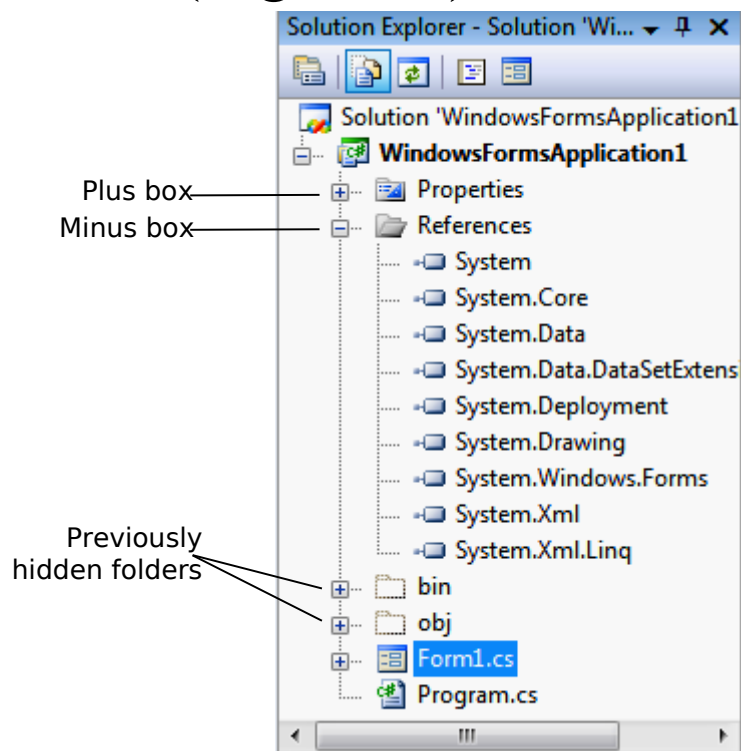 Solution Explorer - Solution 'Wi...
Solution 'WindowsFormsApplication1
WindowsFormsApplication1
Plus box
Properties
Minus box
References
System
System.Core
System.Data
System.Data.DataSetExtens
System.Deployment
System.Drawing
System.Windows.Forms
System.Xml
System.Xml.Linq
Previously
hidden folders
bin
obj
Form1.cs
Program.cs